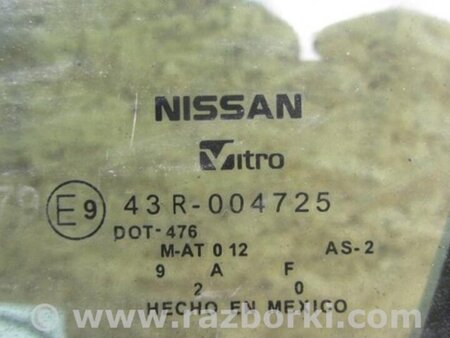 NISSAN
Vitro
E9 43R-004725
DOT-476
M-AT 0 12 AS-2
9 A F
2 0
HECHO EN MEXICO
www.razborki.com